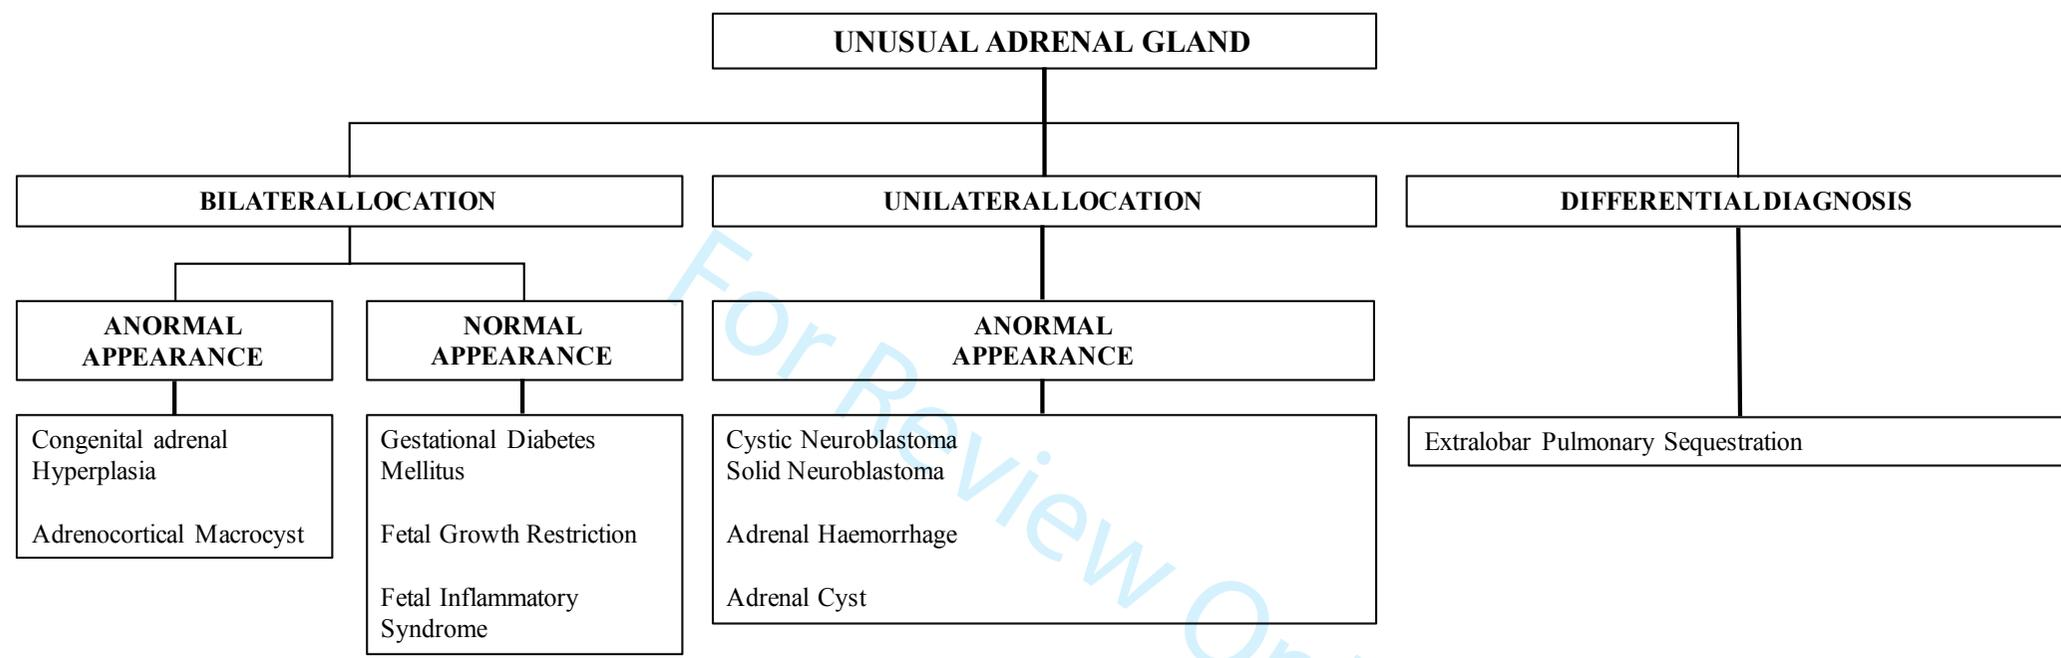 UNUSUAL ADRENAL GLAND
BILATERAL LOCATION
UNILATERAL LOCATION
DIFFERENTIAL DIAGNOSIS
ANORMAL
APPEARANCE
NORMAL
APPEARANCE
ANORMAL
APPEARANCE
Congenital adrenal
Hyperplasia
Adrenocortical Macrocyst
Gestational Diabetes
Mellitus
Fetal Growth Restriction
Fetal Inflammatory
Syndrome
Cystic Neuroblastoma
Solid Neuroblastoma
Adrenal Haemorrhage
Adrenal Cyst
Extralobar Pulmonary Sequestration
For Review